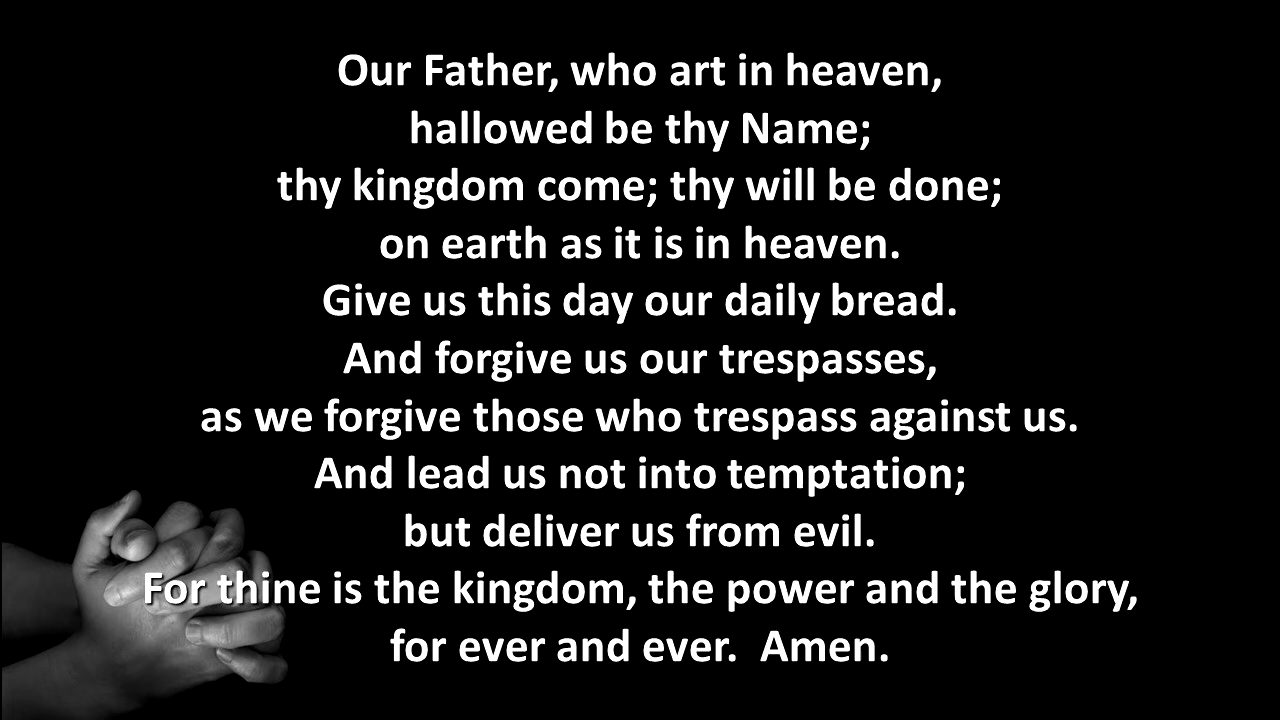 Our Father, who art in heaven,
hallowed be thy Name;
thy kingdom come; thy will be done;
on earth as it is in heaven.
Give us this day our daily bread.
And forgive us our trespasses,
as we forgive those who trespass against us.
And lead us not into temptation;
but deliver us from evil.
For thine is the kingdom, the power and the glory,
for ever and ever.  Amen.